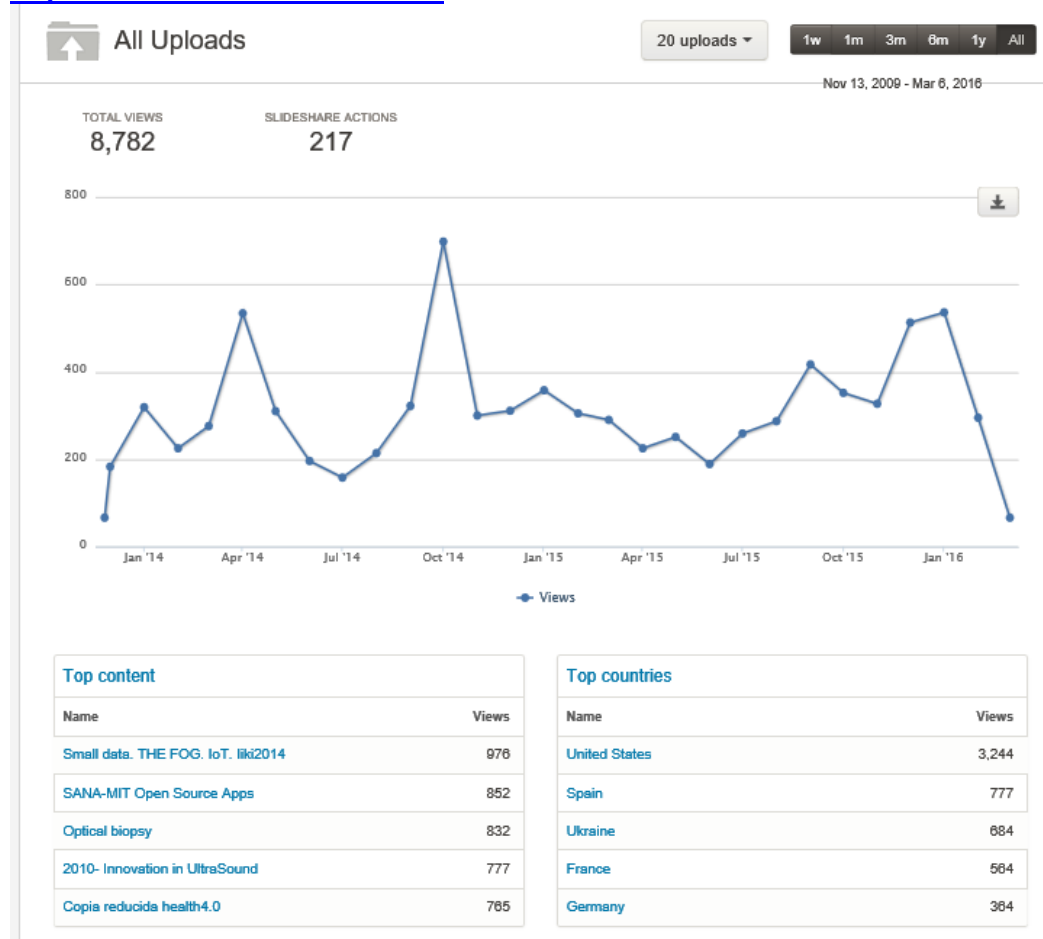 All Uploads
20 uploads
1w 1m 3m 6m 1y All
Nov 13, 2009 - Mar 6, 2016
TOTAL VIEWS SLIDESHARE ACTIONS
8,782 217
800
600
400
200
0
Jan '14 Apr '14 Jul '14 Oct '14 Jan '15 Apr '15 Jul '15 Oct '15 Jan '16
Views
Top content
Name Views
Small data. THE FOG. IoT. liki2014 976
SANA-MIT Open Source Apps 852
Optical biopsy 832
2010- Innovation in UltraSound 777
Copia reducida health4.0 765
Top countries
Name Views
United States 3,244
Spain 777
Ukraine 684
France 564
Germany 364